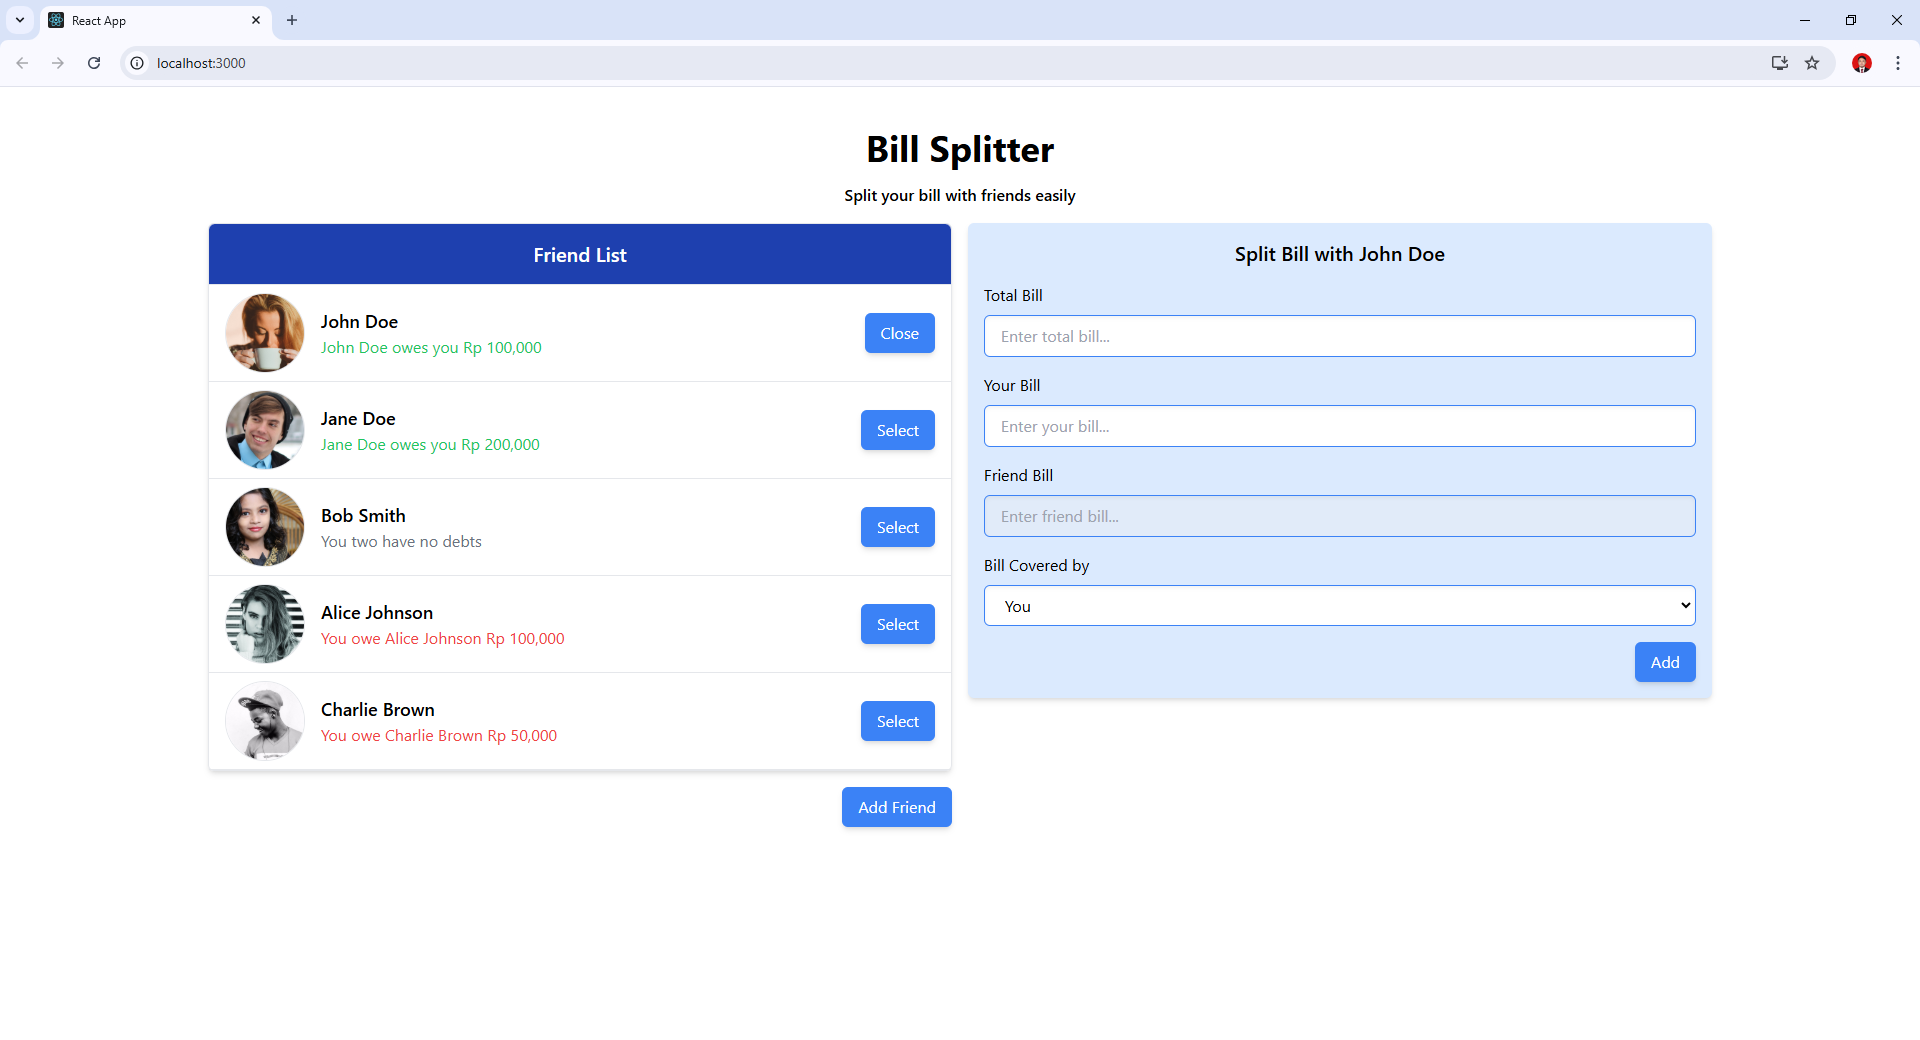 React App
localhost:3000
Bill Splitter
Split your bill with friends easily
Friend List
John Doe
John Doe owes you Rp 100,000
Close
Jane Doe
Jane Doe owes you Rp 200,000
Select
Bob Smith
You two have no debts
Select
Alice Johnson
You owe Alice Johnson Rp 100,000
Select
Charlie Brown
You owe Charlie Brown Rp 50,000
Select
Add Friend
Split Bill with John Doe
Total Bill
Enter total bill...
Your Bill
Enter your bill...
Friend Bill
Enter friend bill...
Bill Covered by
You
Add